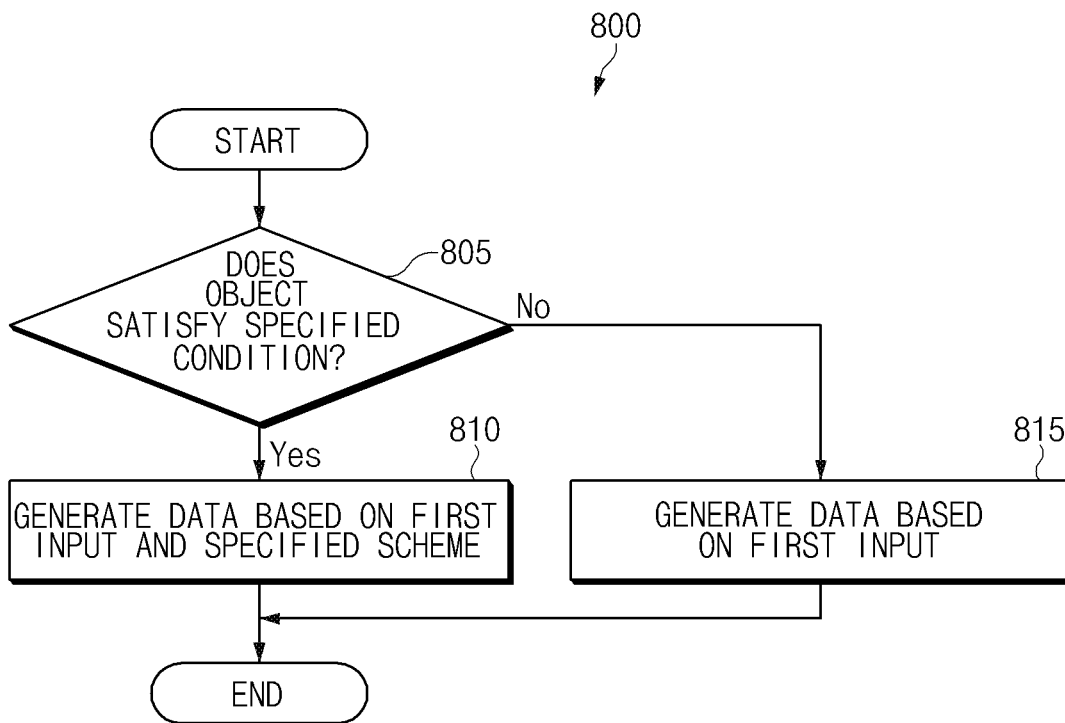 800
START
805
DOES
OBJECT
SATISFY SPECIFIED
CONDITION?
No
Yes
810
GENERATE DATA BASED ON FIRST
INPUT AND SPECIFIED SCHEME
815
GENERATE DATA BASED
ON FIRST INPUT
END